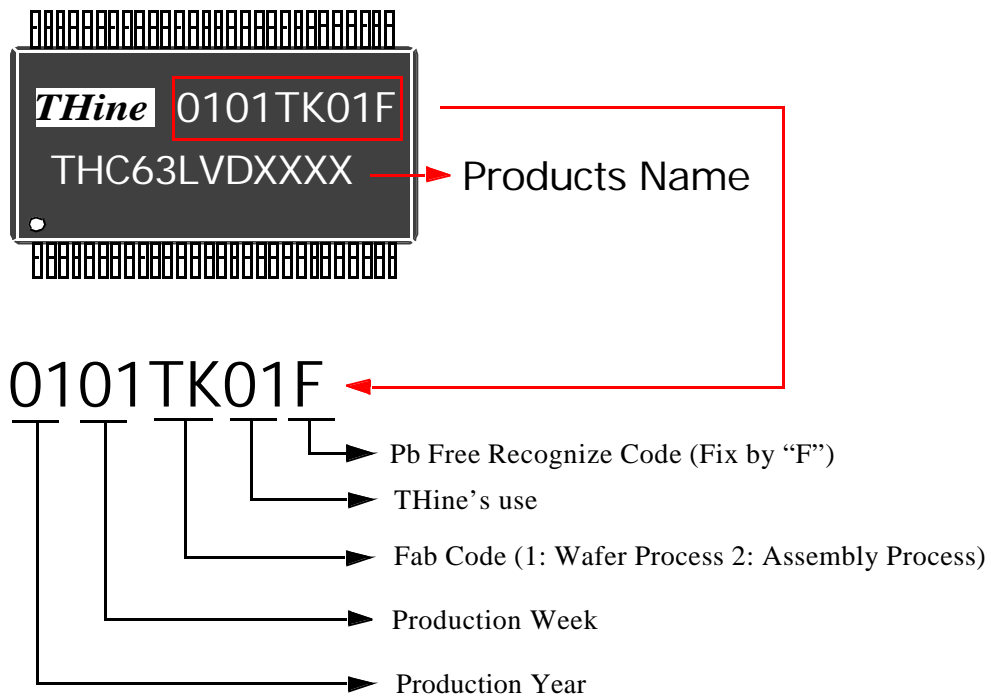 THine 0101TK01F
THC63LVDXXXX
Products Name
0101TK01F
Pb Free Recognize Code (Fix by “F”)
THine’s use
Fab Code (1: Wafer Process 2: Assembly Process)
Production Week
Production Year